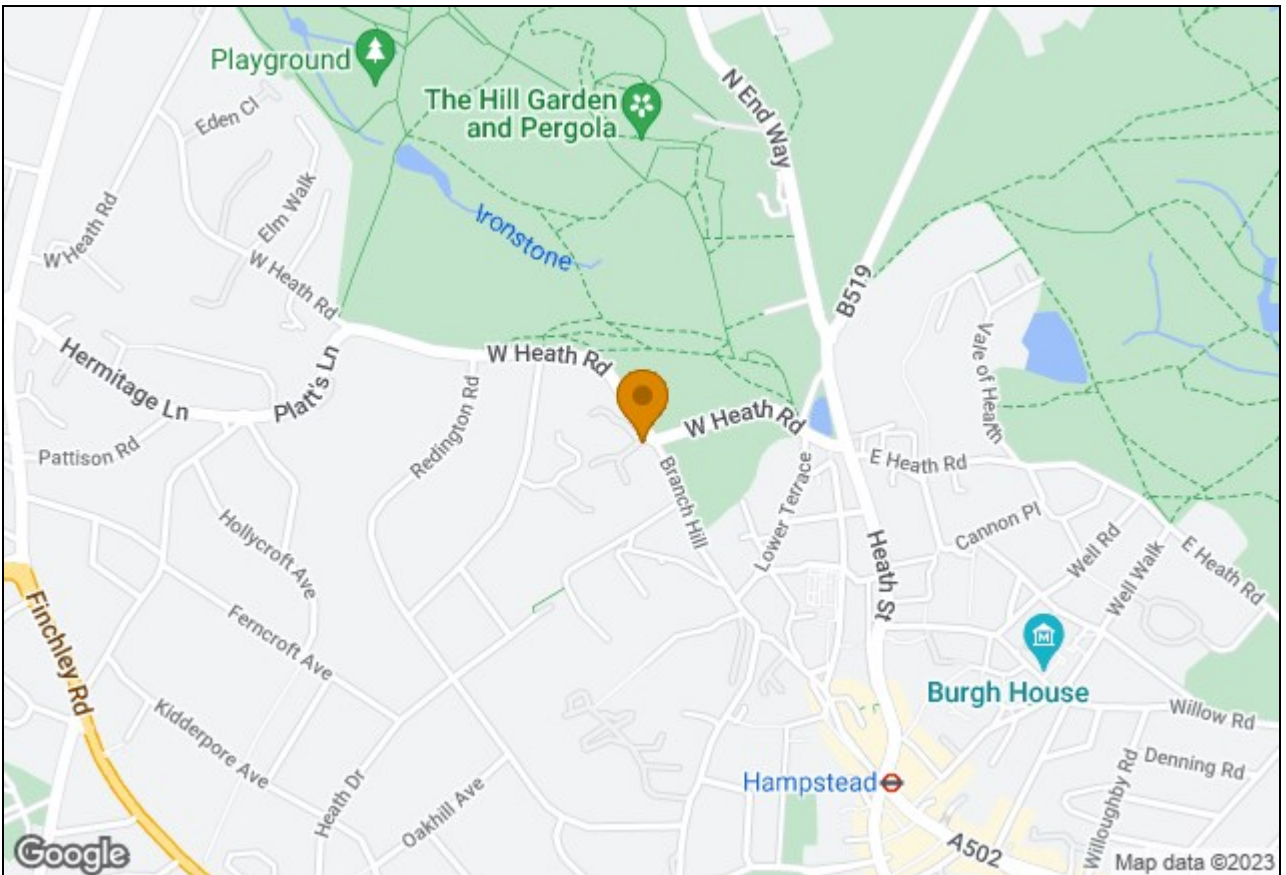 Playground
Eden Cl
The Hill Garden
and Pergola
N End Way
Elm Walk
W Heath Rd
Ironstone
W Heath Rd
B519
Vale of Health
Hermitage Ln
Platt's Ln
W Heath Rd
Redington Rd
W Heath Rd
E Heath Rd
Pattison Rd
Branch Hill
Lower Terrace
Cannon Pl
Well Rd
Well Walk
E Heath Rd
Hollycroft Ave
Heath St
Finchley Rd
Ferncroft Ave
Burgh House
Willow Rd
Kidderpore Ave
Denning Rd
Hampstead
Heath Dr
Oakhill Ave
Willoughby Rd
A502
Google
Map data ©2023